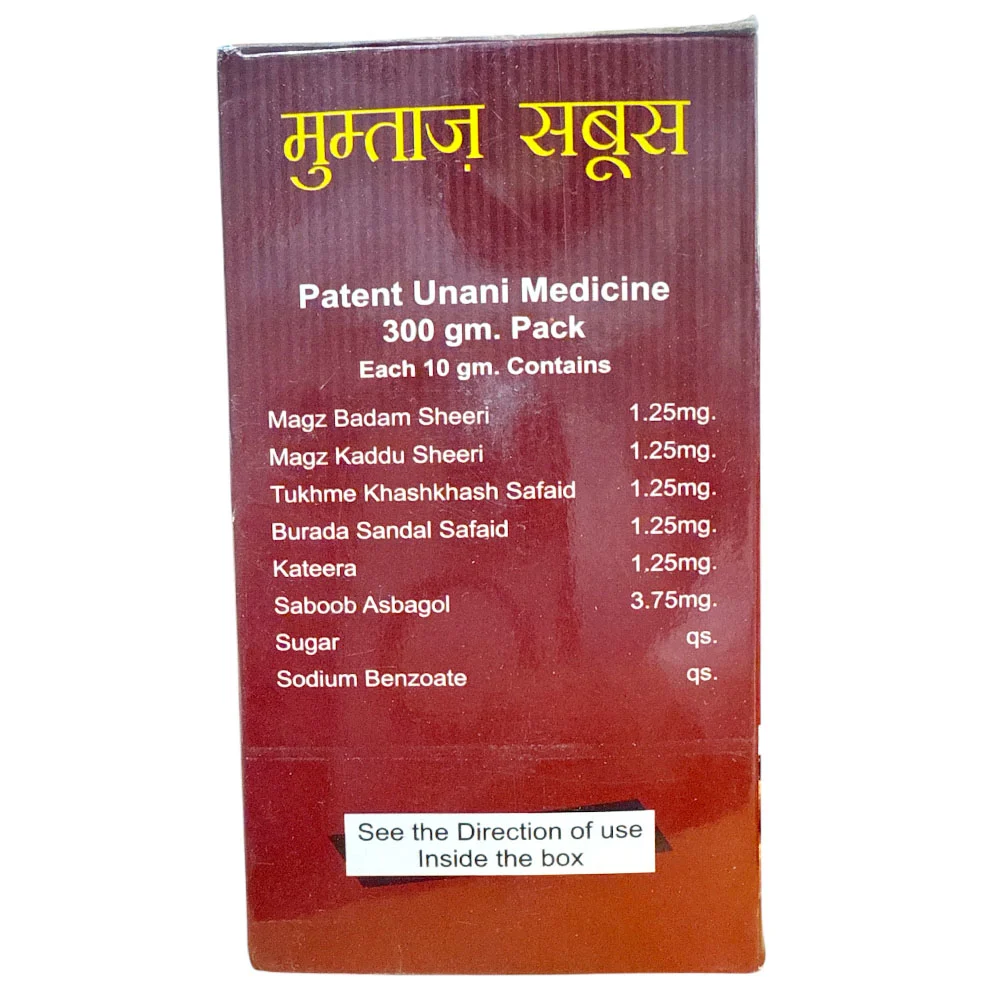 मुम्ताज़ सबूस
Patent Unani Medicine
300 gm. Pack
Each 10 gm. Contains
Magz Badam Sheeri 1.25mg.
Magz Kaddu Sheeri 1.25mg.
Tukhme Khashkhash Safaid 1.25mg.
Burada Sandal Safaid 1.25mg.
Kateera 1.25mg.
Saboob Asbagol 3.75mg.
Sugar qs.
Sodium Benzoate qs.
See the Direction of use
Inside the box